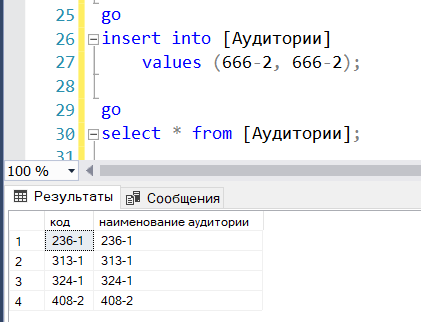 25 go
26 insert into [Аудитории]
27 values (666-2, 666-2);
28
29 go
30 select * from [Аудитории];
31
100 %
Результаты Сообщения
код наименование аудитории
1 236-1 236-1
2 313-1 313-1
3 324-1 324-1
4 408-2 408-2